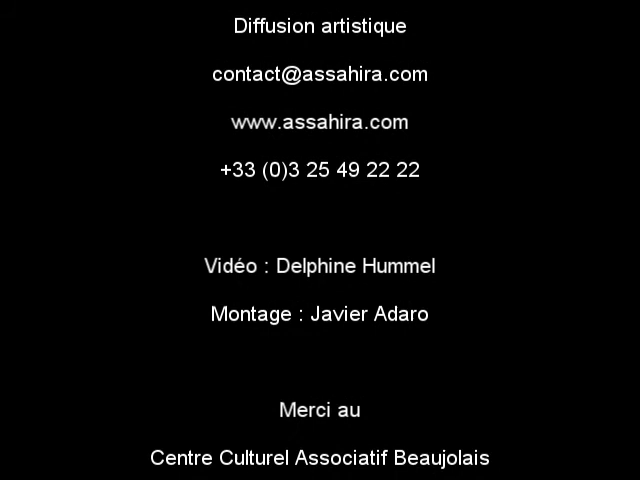 Diffusion artistique
contact@assahira.com
www.assahira.com
+33 (0)3 25 49 22 22
Vidéo : Delphine Hummel
Montage : Javier Adaro
Merci au
Centre Culturel Associatif Beaujolais